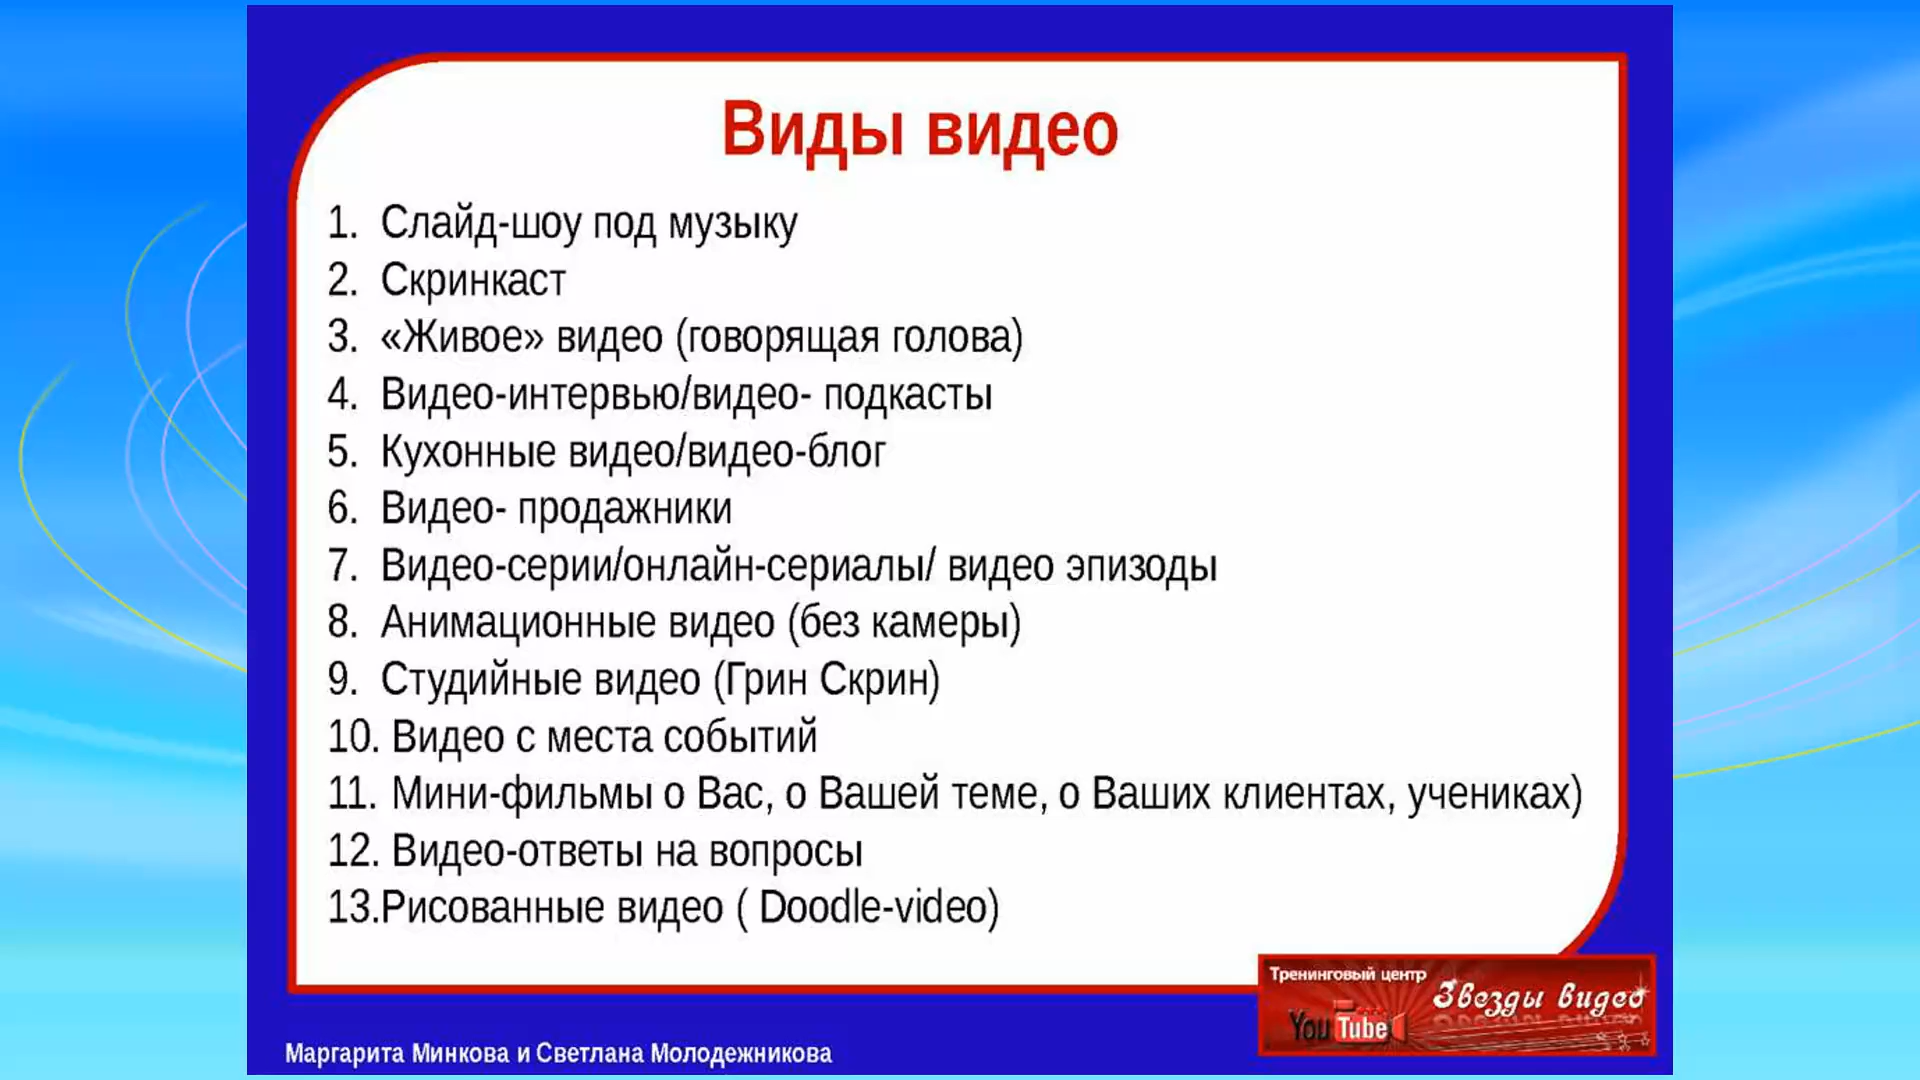 Виды видео
1. Слайд-шоу под музыку
2. Скринкаст
3. «Живое» видео (говорящая голова)
4. Видео-интервью/видео- подкасты
5. Кухонные видео/видео-блог
6. Видео- продажники
7. Видео-серии/онлайн-сериалы/ видео эпизоды
8. Анимационные видео (без камеры)
9. Студийные видео (Грин Скрин)
10. Видео с места событий
11. Мини-фильмы о Вас, о Вашей теме, о Ваших клиентах, учениках)
12. Видео-ответы на вопросы
13.Рисованные видео ( Doodle-video)
Тренинговый центр
Звезды видео
YouTube
Маргарита Минкова и Светлана Молодежникова